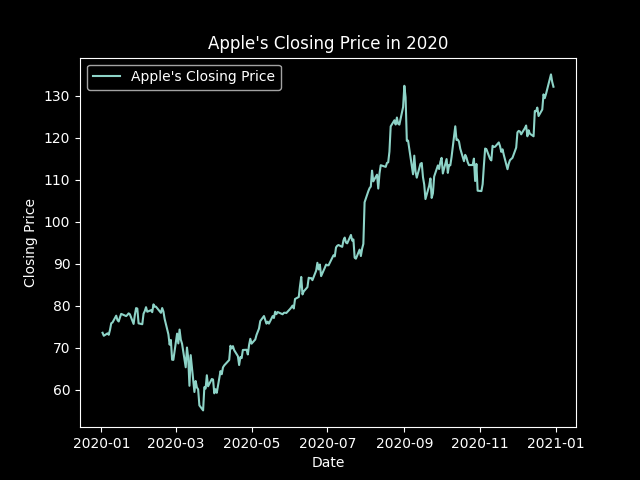 Apple's Closing Price in 2020
Apple's Closing Price
130
120
110
100
90
80
70
60
Closing Price
2020-01 2020-03 2020-05 2020-07 2020-09 2020-11 2021-01
Date